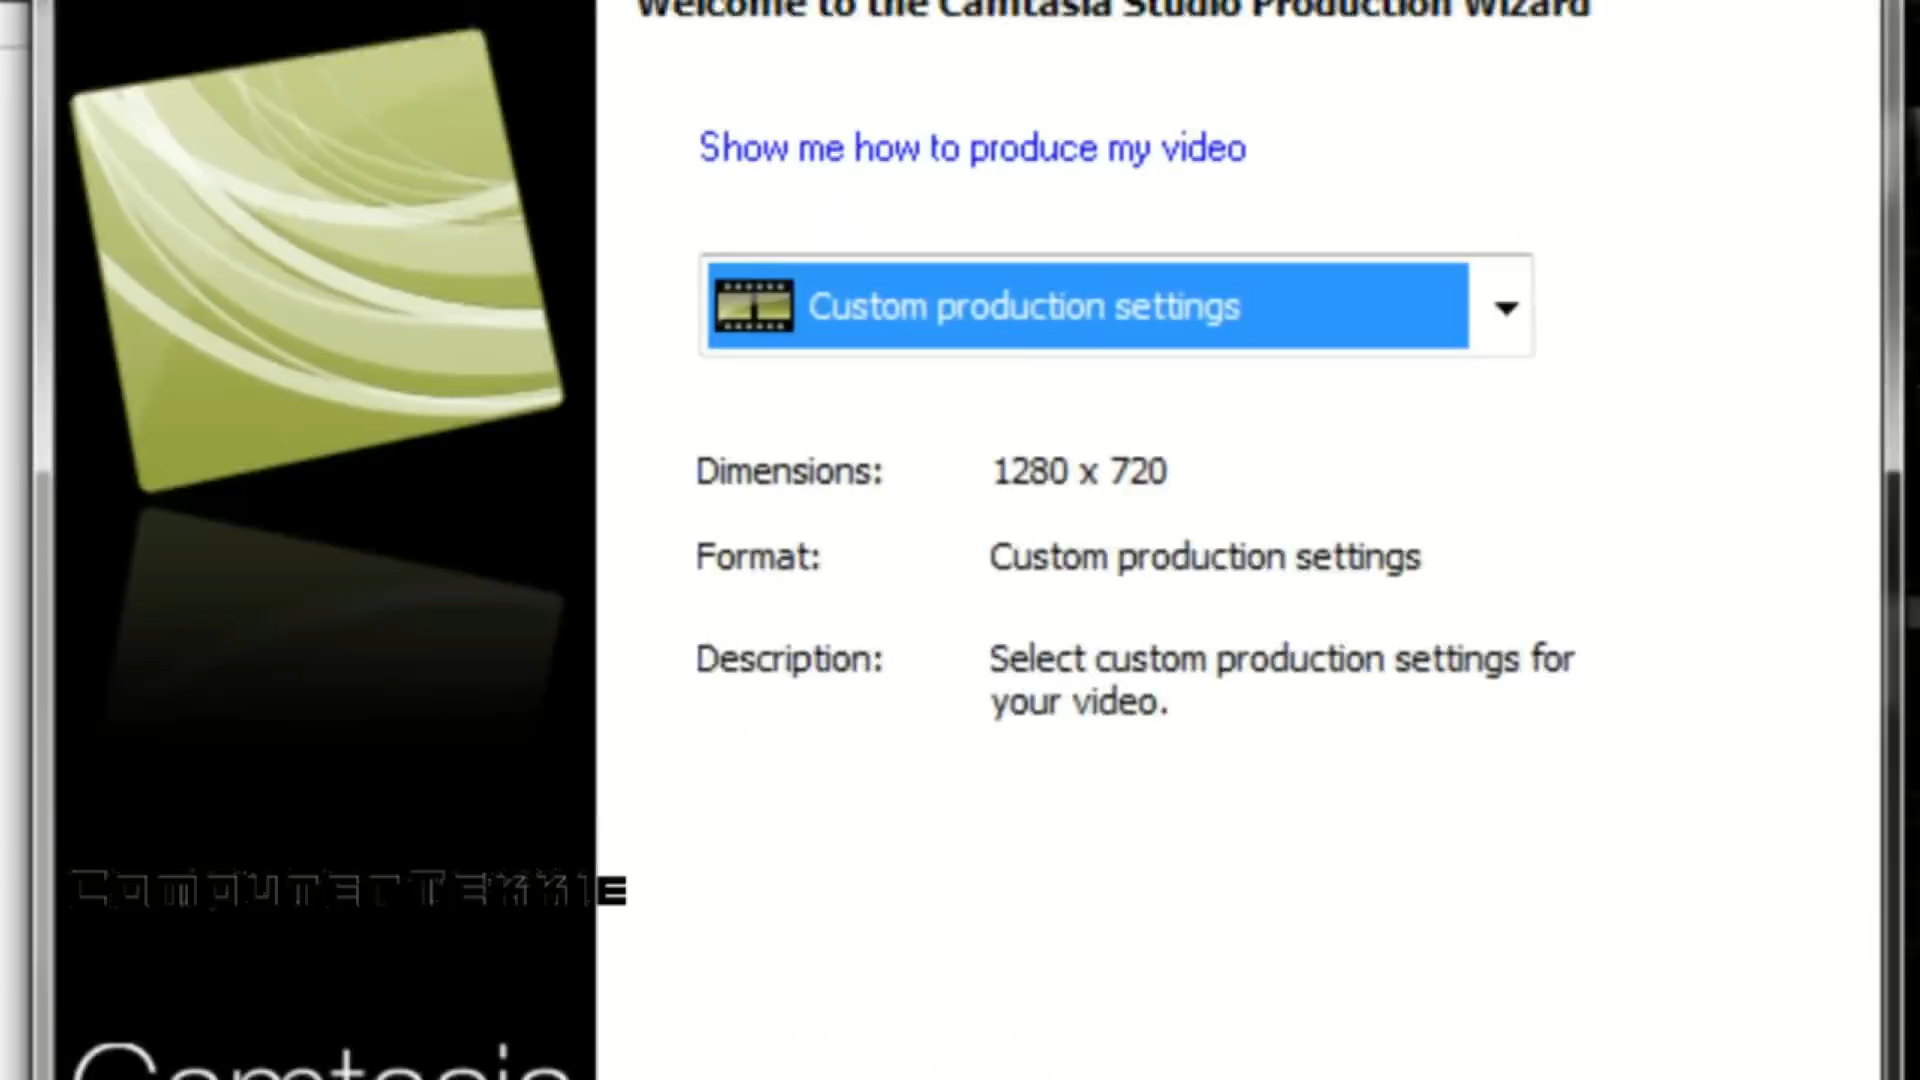 Welcome to the Camtasia Studio Production Wizard
Show me how to produce my video
Custom production settings
Dimensions: 1280 x 720
Format: Custom production settings
Description: Select custom production settings for
your video.
ComputerTekkie
Camtasia